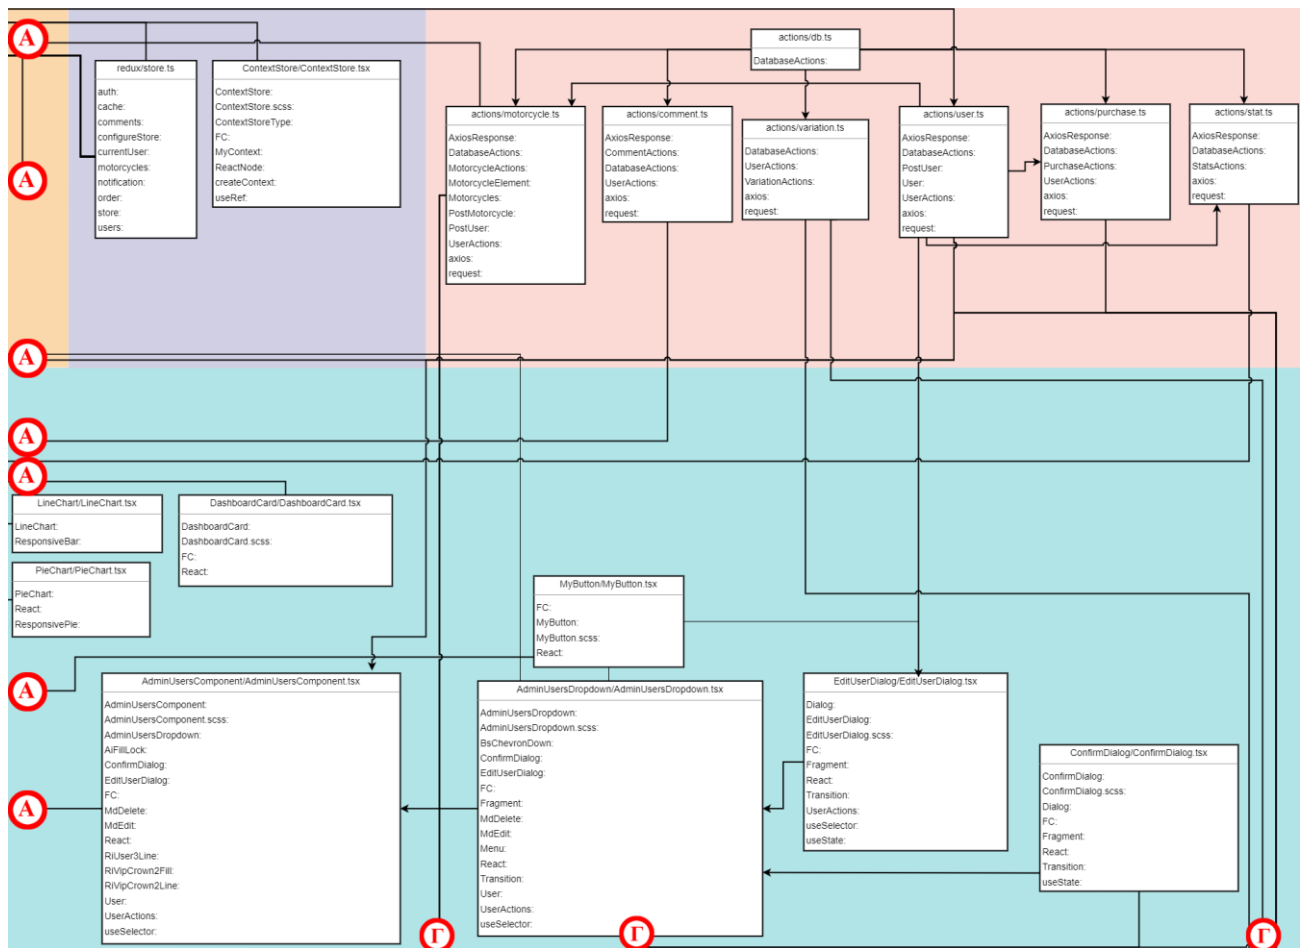 А
А
А
А
А
А
А
redux/store.ts
auth:
cache:
comments:
configureStore:
currentUser:
motorcycles:
notification:
order:
store:
users:
ContextStore/ContextStore.tsx
ContextStore:
ContextStore.scss:
ContextStoreType:
FC:
MyContext:
ReactNode:
createContext:
useRef:
actions/db.ts
DatabaseActions:
actions/motorcycle.ts
AxiosResponse:
DatabaseActions:
MotorcycleActions:
MotorcycleElement:
Motorcycles:
PostMotorcycle:
PostUser:
UserActions:
axios:
request:
actions/comment.ts
AxiosResponse:
CommentActions:
DatabaseActions:
UserActions:
axios:
request:
actions/variation.ts
DatabaseActions:
UserActions:
VariationActions:
axios:
request:
actions/user.ts
AxiosResponse:
DatabaseActions:
PostUser:
User:
UserActions:
axios:
request:
actions/purchase.ts
AxiosResponse:
DatabaseActions:
PurchaseActions:
UserActions:
axios:
request:
actions/stat.ts
AxiosResponse:
DatabaseActions:
StatsActions:
axios:
request:
LineChart/LineChart.tsx
LineChart:
ResponsiveBar:
DashboardCard/DashboardCard.tsx
DashboardCard:
DashboardCard.scss:
FC:
React:
PieChart/PieChart.tsx
PieChart:
React:
ResponsivePie:
MyButton/MyButton.tsx
FC:
MyButton:
MyButton.scss:
React:
AdminUsersComponent/AdminUsersComponent.tsx
AdminUsersComponent:
AdminUsersComponent.scss:
AdminUsersDropdown:
AiFillLock:
ConfirmDialog:
EditUserDialog:
FC:
MdDelete:
MdEdit:
React:
RiUser3Line:
RiVipCrown2Fill:
RiVipCrown2Line:
User:
UserActions:
useSelector:
AdminUsersDropdown/AdminUsersDropdown.tsx
AdminUsersDropdown:
AdminUsersDropdown.scss:
BsChevronDown:
ConfirmDialog:
EditUserDialog:
FC:
Fragment:
MdDelete:
MdEdit:
Menu:
React:
Transition:
User:
UserActions:
useSelector:
EditUserDialog/EditUserDialog.tsx
Dialog:
EditUserDialog:
EditUserDialog.scss:
FC:
Fragment:
React:
Transition:
UserActions:
useSelector:
useState:
ConfirmDialog/ConfirmDialog.tsx
ConfirmDialog:
ConfirmDialog.scss:
Dialog:
FC:
Fragment:
React:
Transition:
useState:
Г
Г
Г